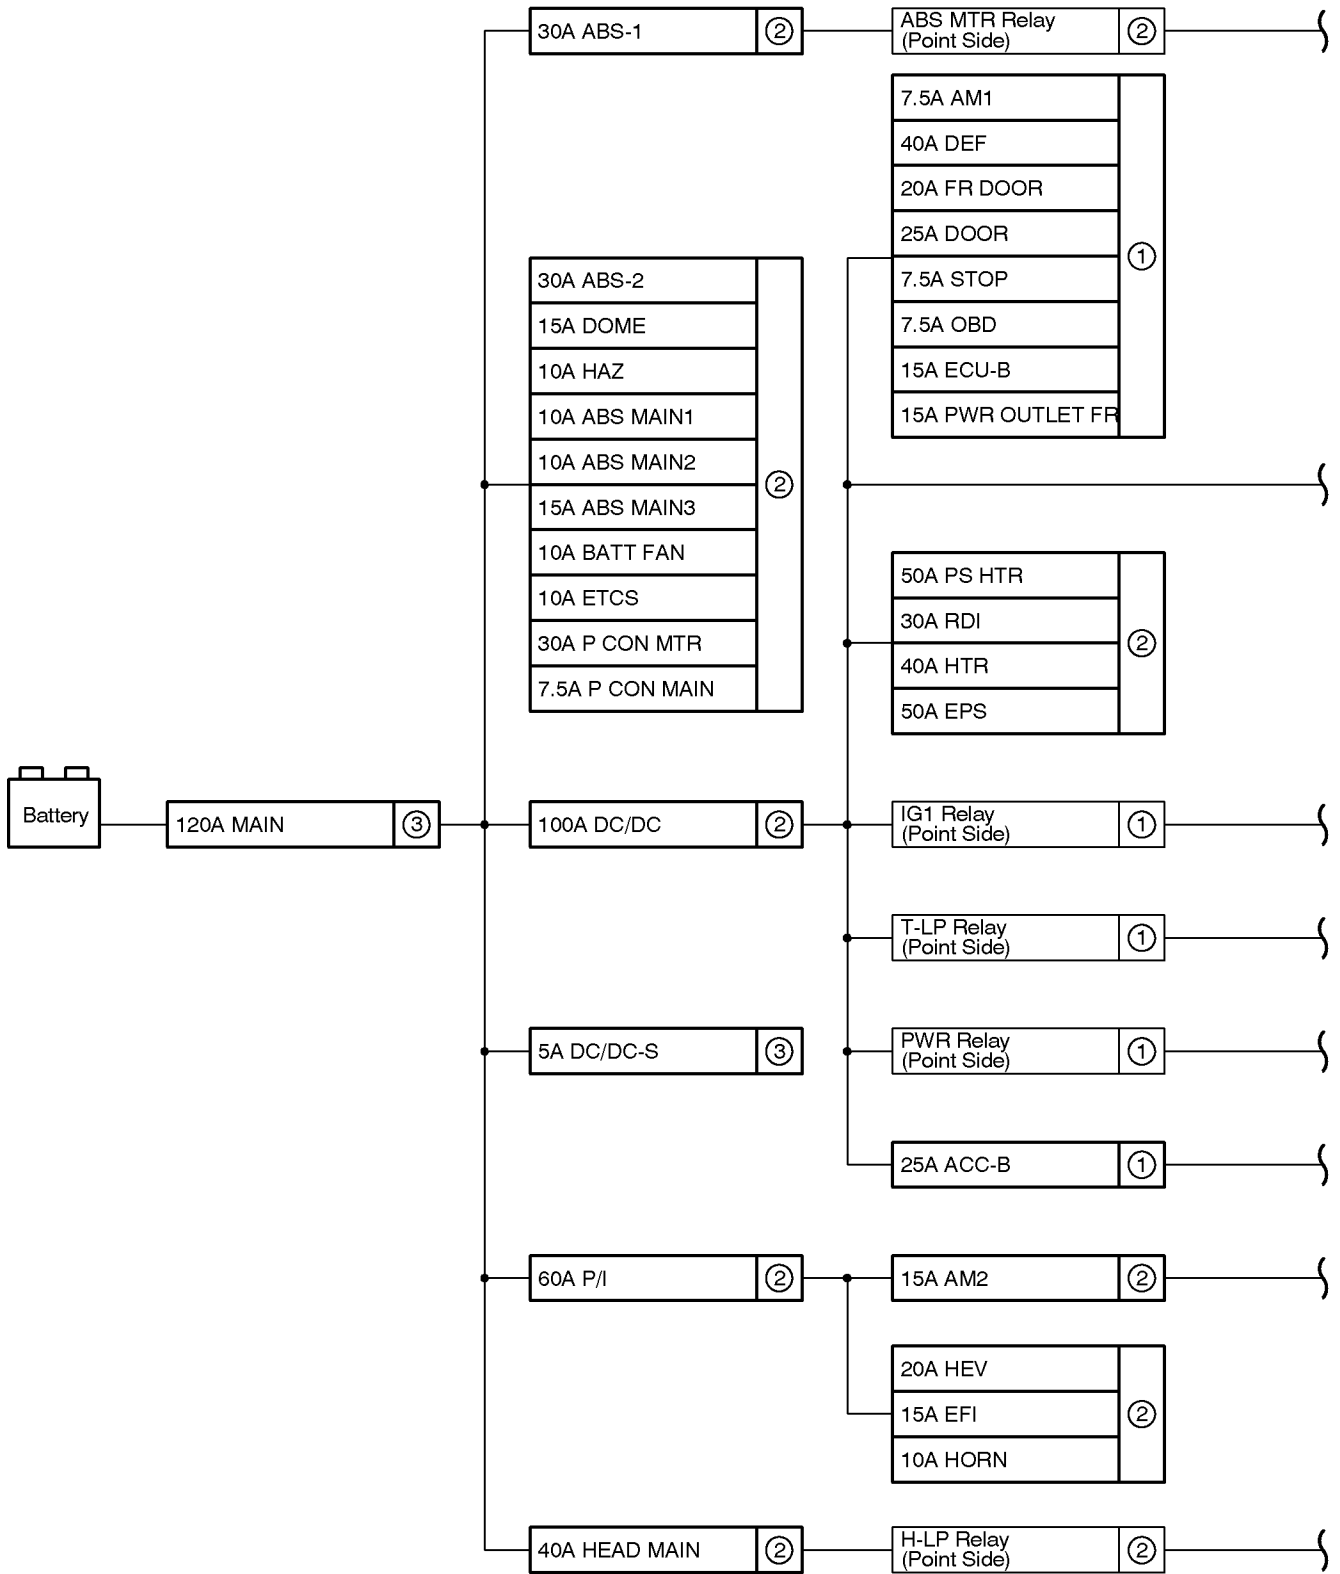 30A ABS-1
2
ABS MTR Relay
(Point Side)
2
7.5A AM1
40A DEF
20A FR DOOR
25A DOOR
7.5A STOP
7.5A OBD
15A ECU-B
15A PWR OUTLET FR
1
30A ABS-2
15A DOME
10A HAZ
10A ABS MAIN1
10A ABS MAIN2
15A ABS MAIN3
10A BATT FAN
10A ETCS
30A P CON MTR
7.5A P CON MAIN
2
50A PS HTR
30A RDI
40A HTR
50A EPS
2
Battery
120A MAIN
3
100A DC/DC
2
IG1 Relay
(Point Side)
1
T-LP Relay
(Point Side)
1
5A DC/DC-S
3
PWR Relay
(Point Side)
1
25A ACC-B
1
60A P/I
2
15A AM2
2
20A HEV
15A EFI
10A HORN
2
40A HEAD MAIN
2
H-LP Relay
(Point Side)
2